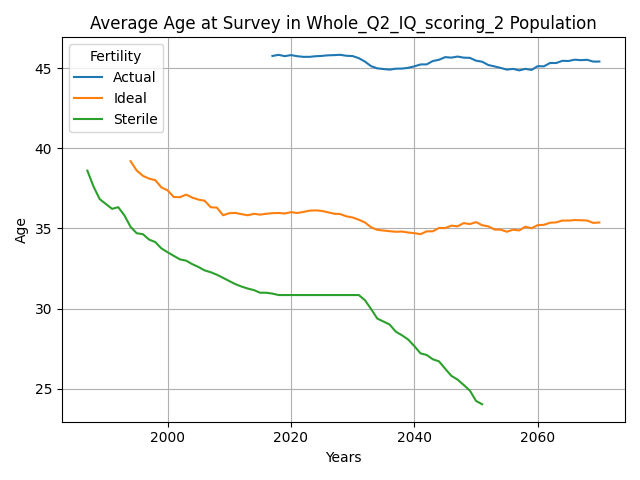 Average Age at Survey in Whole_Q2_IQ_scoring_2 Population
Fertility
Actual
Ideal
Sterile
45
40
35
30
25
Age
2000
2020
2040
2060
Years